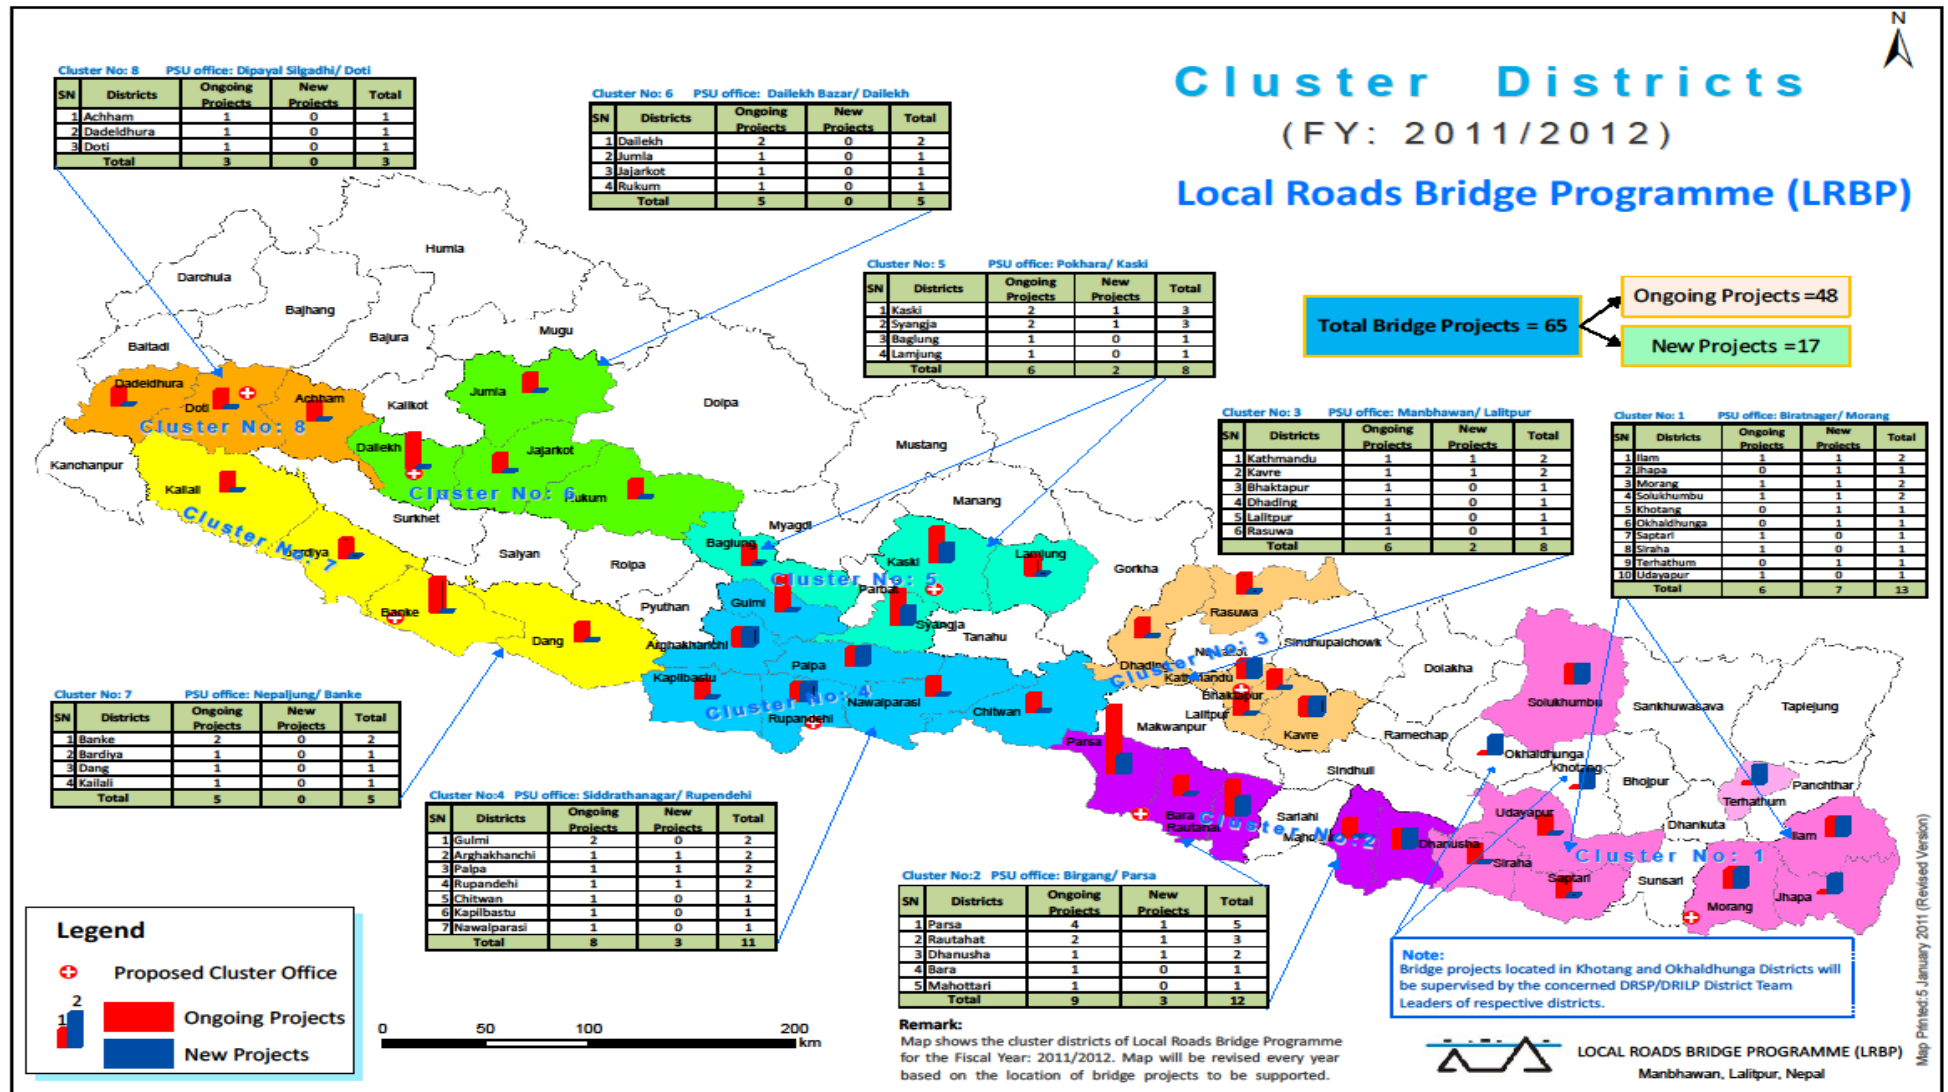 N
Cluster Districts
(FY: 2011/2012)
Local Roads Bridge Programme (LRBP)
Total Bridge Projects = 65
Ongoing Projects =48
New Projects =17
Cluster No: 8 PSU office: Dipayal Silgadhi/ Doti
SN Districts Ongoing Projects New Projects Total
1 Achham 1 0 1
2 Dadeldhura 1 0 1
3 Doti 1 0 1
Total 3 0 3
Cluster No: 6 PSU office: Dailekh Bazar/ Dailekh
SN Districts Ongoing Projects New Projects Total
1 Dailekh 2 0 2
2 Jumla 1 0 1
3 Jajarkot 1 0 1
4 Rukum 1 0 1
Total 5 0 5
Cluster No: 5 PSU office: Pokhara/ Kaski
SN Districts Ongoing Projects New Projects Total
1 Kaski 2 1 3
2 Syangja 2 1 3
3 Baglung 1 0 1
4 Lamjung 1 0 1
Total 6 2 8
Cluster No: 3 PSU office: Manbhawan/ Lalitpur
SN Districts Ongoing Projects New Projects Total
1 Kathmandu 1 1 2
2 Kavre 1 1 2
3 Bhaktapur 1 0 1
4 Dhading 1 0 1
5 Lalitpur 1 0 1
6 Rasuwa 1 0 1
Total 6 2 8
Cluster No: 1 PSU office: Biratnager/ Morang
SN Districts Ongoing Projects New Projects Total
1 Ilam 1 1 2
2 Jhapa 0 1 1
3 Morang 1 1 2
4 Solukhumbu 1 1 2
5 Khotang 0 1 1
6 Okhaldhunga 0 1 1
7 Saptari 1 0 1
8 Siraha 1 0 1
9 Terhathum 0 1 1
10 Udayapur 1 0 1
Total 6 7 13
Cluster No: 7 PSU office: Nepaljung/ Banke
SN Districts Ongoing Projects New Projects Total
1 Banke 2 0 2
2 Bardiya 1 0 1
3 Dang 1 0 1
4 Kailali 1 0 1
Total 5 0 5
Cluster No:4 PSU office: Siddrathanagar/ Rupendehi
SN Districts Ongoing Projects New Projects Total
1 Gulmi 2 0 2
2 Arghakhanchi 1 1 2
3 Palpa 1 1 2
4 Rupandehi 1 1 2
5 Chitwan 1 0 1
6 Kapilbastu 1 0 1
7 Nawalparasi 1 0 1
Total 8 3 11
Cluster No:2 PSU office: Birgang/ Parsa
SN Districts Ongoing Projects New Projects Total
1 Parsa 4 1 5
2 Rautahat 2 1 3
3 Dhanusha 1 1 2
4 Bara 1 0 1
5 Mahottari 1 0 1
Total 9 3 12
Humla
Darchula
Bajhang
Bajura
Mugu
Baitadi
Dadeldhura
Doti
Achham
Cluster No: 8
Kalikot
Jumla
Dolpa
Kanchanpur
Dailekh
Jajarkot
Mustang
Kailali
Cluster No: 6
Rukum
Manang
Surkhet
Cluster No: 7
Bardiya
Salyan
Rolpa
Myagdi
Baglung
Kaski
Lamjung
Gorkha
Cluster No: 5
Parbat
Banke
Dang
Pyuthan
Gulmi
Syangja
Tanahu
Arghakhanchi
Palpa
Kapilbastu
Cluster No: 4
Rupandehi
Nawalparasi
Chitwan
Rasuwa
Sindhupalchowk
Dhading
Cluster No: 3
Kathmandu
Bhaktapur
Lalitpur
Kavre
Dolakha
Makwanpur
Ramechap
Solukhumbu
Sankhuwasava
Taplejung
Parsa
Sindhuli
Okhaldhunga
Khotang
Bhojpur
Terhathum
Panchthar
Bara
Rautahat
Sarlahi
Cluster No: 2
Dhanusha
Udayapur
Dhankuta
Ilam
Siraha
Cluster No: 1
Saptari
Sunsari
Morang
Jhapa
Legend
Proposed Cluster Office
2
1
Ongoing Projects
New Projects
0 50 100 200
km
Remark:
Map shows the cluster districts of Local Roads Bridge Programme
for the Fiscal Year: 2011/2012. Map will be revised every year
based on the location of bridge projects to be supported.
Note:
Bridge projects located in Khotang and Okhaldhunga Districts will
be supervised by the concerned DRSP/DRILP District Team
Leaders of respective districts.
LOCAL ROADS BRIDGE PROGRAMME (LRBP)
Manbhawan, Lalitpur, Nepal
Map Printed:5 January 2011 (Revised Version)